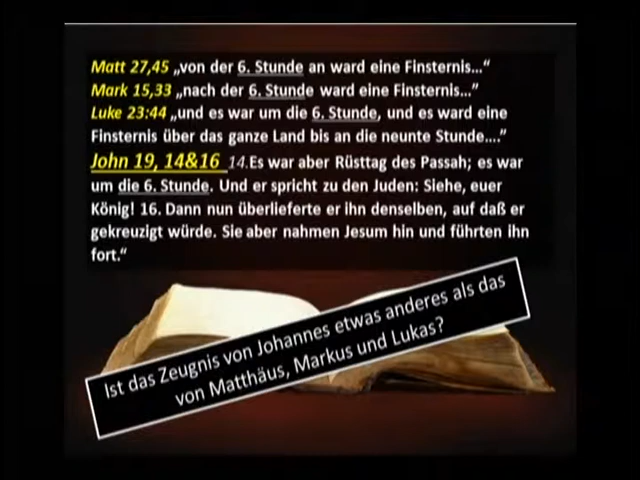 Matt 27,45 „von der 6. Stunde an ward eine Finsternis...“
Mark 15,33 „nach der 6. Stunde ward eine Finsternis...”
Luke 23:44 „und es war um die 6. Stunde, und es ward eine
Finsternis über das ganze Land bis an die neunte Stunde....”
John 19, 14&16 14.Es war aber Rüsttag des Passah; es war
um die 6. Stunde. Und er spricht zu den Juden: Siehe, euer
König! 16. Dann nun überlieferte er ihn denselben, auf daß er
gekreuzigt würde. Sie aber nahmen Jesum hin und führten ihn
fort.“
Ist das Zeugnis von Johannes etwas anderes als das
von Matthäus, Markus und Lukas?